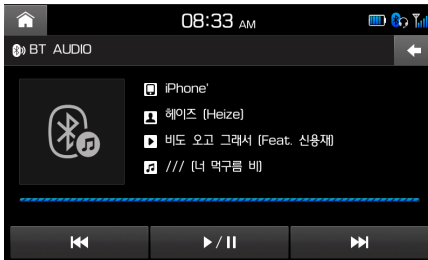 08:33 AM
BT AUDIO
iPhone'
헤이즈 (Heize)
비도 오고 그래서 (Feat. 신용재)
/// (너 먹구름 비)